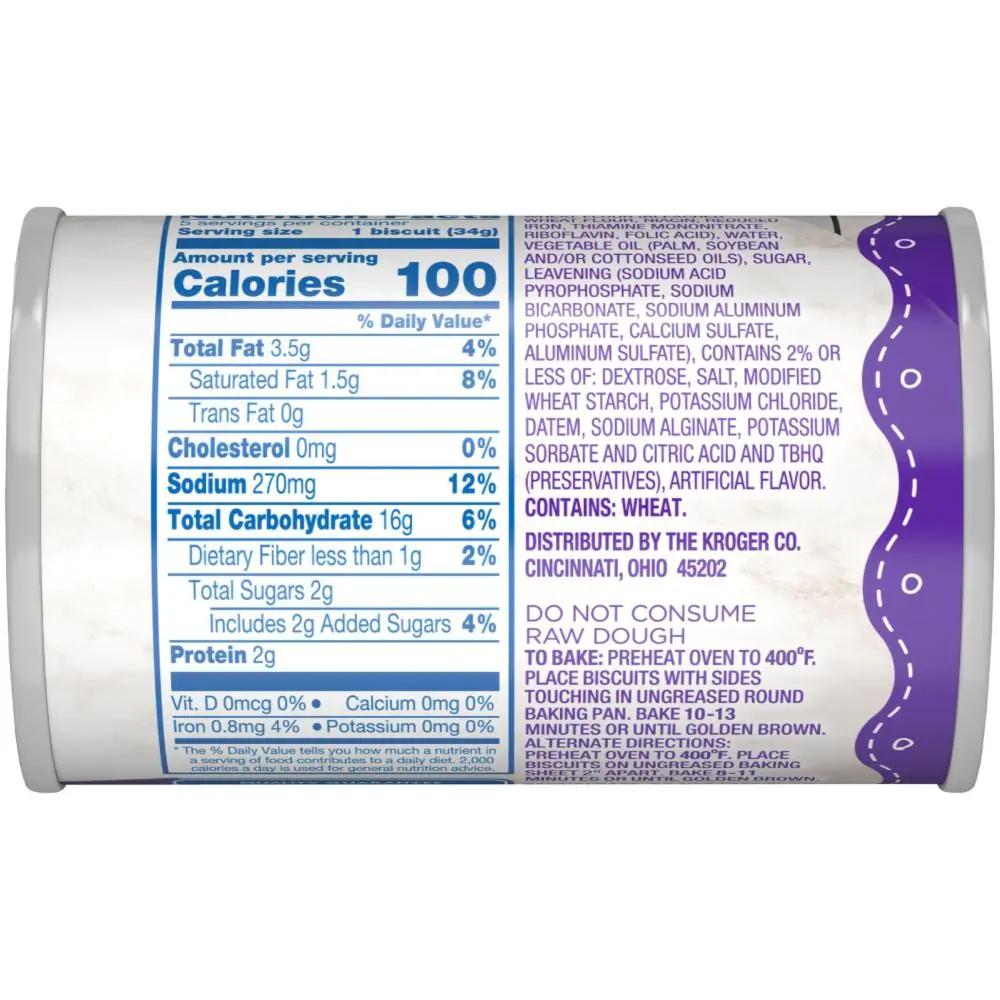 Nutrition Facts
5 servings per container
Serving size 1 biscuit (34g)
Amount per serving
Calories 100
% Daily Value*
Total Fat 3.5g 4%
Saturated Fat 1.5g 8%
Trans Fat 0g
Cholesterol 0mg 0%
Sodium 270mg 12%
Total Carbohydrate 16g 6%
Dietary Fiber less than 1g 2%
Total Sugars 2g
Includes 2g Added Sugars 4%
Protein 2g
Vit. D 0mcg 0% • Calcium 0mg 0%
Iron 0.8mg 4% • Potassium 0mg 0%
* The % Daily Value tells you how much a nutrient in
a serving of food contributes to a daily diet. 2,000
calories a day is used for general nutrition advice.
WHEAT FLOUR, NIACIN, REDUCED
IRON, THIAMINE MONONITRATE,
RIBOFLAVIN, FOLIC ACID), WATER,
VEGETABLE OIL (PALM, SOYBEAN
AND/OR COTTONSEED OILS), SUGAR,
LEAVENING (SODIUM ACID
PYROPHOSPHATE, SODIUM
BICARBONATE, SODIUM ALUMINUM
PHOSPHATE, CALCIUM SULFATE,
ALUMINUM SULFATE), CONTAINS 2% OR
LESS OF: DEXTROSE, SALT, MODIFIED
WHEAT STARCH, POTASSIUM CHLORIDE,
DATEM, SODIUM ALGINATE, POTASSIUM
SORBATE AND CITRIC ACID AND TBHQ
(PRESERVATIVES), ARTIFICIAL FLAVOR.
CONTAINS: WHEAT.
DISTRIBUTED BY THE KROGER CO.
CINCINNATI, OHIO 45202
DO NOT CONSUME
RAW DOUGH
TO BAKE: PREHEAT OVEN TO 400°F.
PLACE BISCUITS WITH SIDES
TOUCHING IN UNGREASED ROUND
BAKING PAN. BAKE 10-13
MINUTES OR UNTIL GOLDEN BROWN.
ALTERNATE DIRECTIONS:
PREHEAT OVEN TO 400°F. PLACE
BISCUITS ON UNGREASED BAKING
SHEET 2" APART. BAKE 8-11
MINUTES OR UNTIL GOLDEN BROWN.